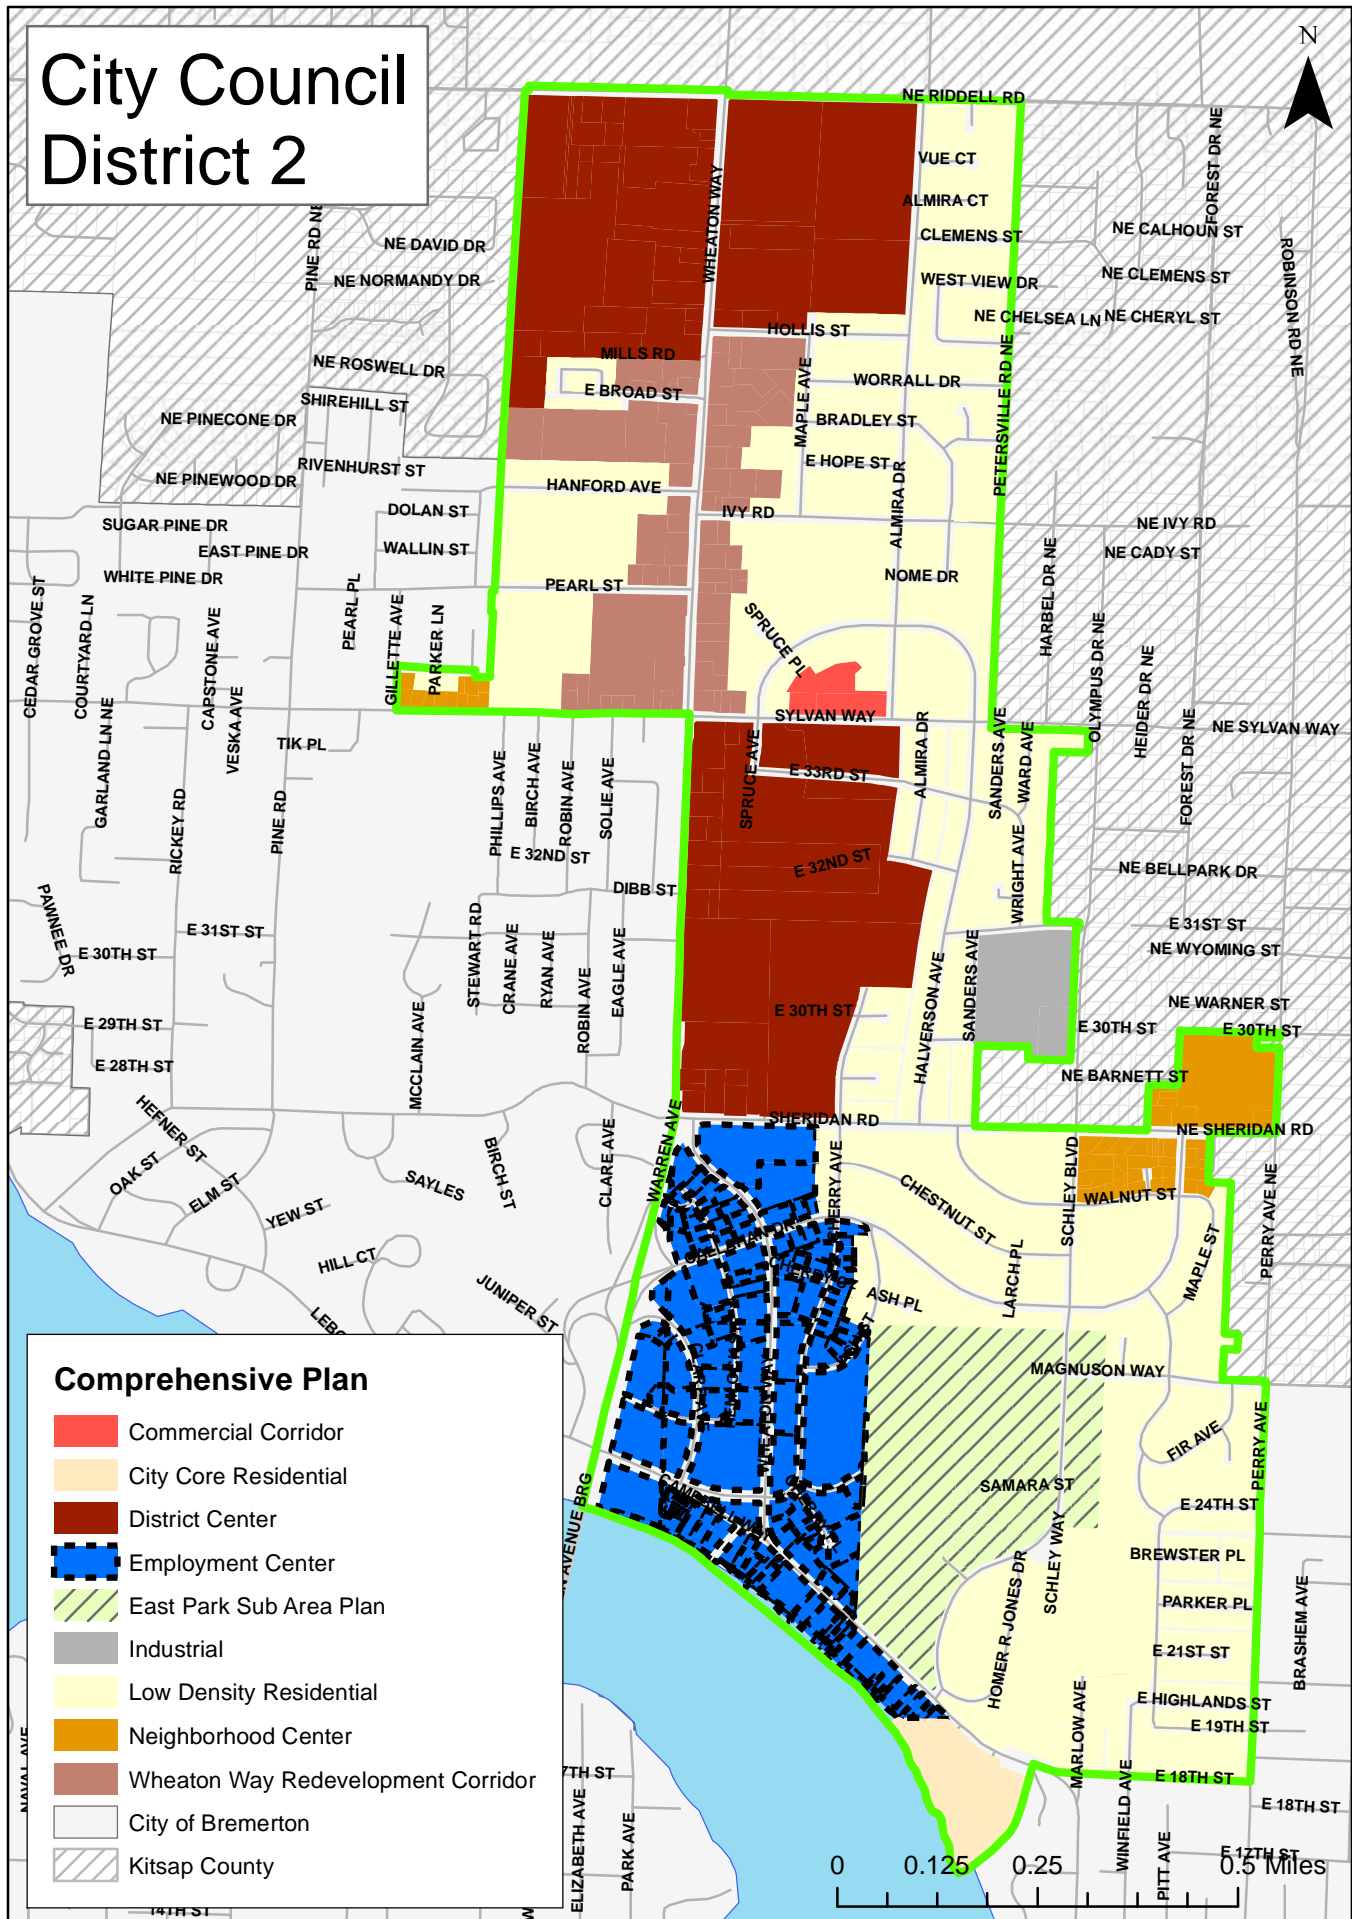 City Council
District 2
N
NE RIDDELL RD
VUE CT
ALMIRA CT
CLEMENS ST
WEST VIEW DR
NE CHELSEA LN
NE CHERYL ST
NE CALHOUN ST
NE CLEMENS ST
FOREST DR NE
ROBINSON RD NE
WHEATON WAY
PINE RD NE
NE DAVID DR
NE NORMANDY DR
NE ROSWELL DR
SHIREHILL ST
NE PINECONE DR
RIVENHURST ST
NE PINEWOOD DR
HOLLIS ST
MILLS RD
E BROAD ST
MAPLE AVE
WORRALL DR
BRADLEY ST
E HOPE ST
PETERSVILLE RD NE
HANFORD AVE
DOLAN ST
IVY RD
ALMIRA DR
NE IVY RD
SUGAR PINE DR
EAST PINE DR
WALLIN ST
NE CADY ST
WHITE PINE DR
PEARL ST
NOME DR
CEDAR GROVE ST
COURTYARD LN
CAPSTONE AVE
PEARL PL
GILLETTE AVE
PARKER LN
SPRUCE PL
HARBEL DR NE
OLYMPUS DR NE
HEIDER DR NE
GARLAND LN NE
VESKA AVE
SYLVAN WAY
NE SYLVAN WAY
TIK PL
PHILLIPS AVE
BIRCH AVE
ROBIN AVE
SOLIE AVE
SPRUCE AVE
E 33RD ST
ALMIRA DR
SANDERS AVE
WARD AVE
FOREST DR NE
RICKEY RD
PINE RD
E 32ND ST
E 32ND ST
WRIGHT AVE
NE BELLPARK DR
DIBB ST
PAWNEE DR
E 31ST ST
E 30TH ST
STEWART RD
CRANE AVE
RYAN AVE
ROBIN AVE
EAGLE AVE
E 31ST ST
NE WYOMING ST
SANDERS AVE
HALVERSON AVE
NE WARNER ST
E 29TH ST
E 30TH ST
E 30TH ST
E 30TH ST
E 28TH ST
MCCLAIN AVE
NE BARNETT ST
HEFNER ST
SHERIDAN RD
NE SHERIDAN RD
WARREN AVE
CLARE AVE
BIRCH ST
OAK ST
ELM ST
SAYLES
YEW ST
HILL CT
JUNIPER ST
CHERRY AVE
CHESTNUT ST
SCHLEY BLVD
WALNUT ST
MAPLE ST
PERRY AVE NE
CALLAHAN DR
ASH PL
LARCH PL
MAGNUSON WAY
WHEATON WAY
FIR AVE
PERRY AVE
SAMARA ST
E 24TH ST
CAMPBELL WAY
BREWSTER PL
HOMER R JONES DR
SCHLEY WAY
PARKER PL
BRASHEM AVE
E 21ST ST
E HIGHLANDS ST
MARLOW AVE
E 19TH ST
E 18TH ST
E 18TH ST
WINFIELD AVE
PITT AVE
E 17TH ST
7TH ST
ELIZABETH AVE
PARK AVE
14TH ST
Comprehensive Plan
Commercial Corridor
City Core Residential
District Center
Employment Center
East Park Sub Area Plan
Industrial
Low Density Residential
Neighborhood Center
Wheaton Way Redevelopment Corridor
City of Bremerton
Kitsap County
0 0.125 0.25 0.5 Miles